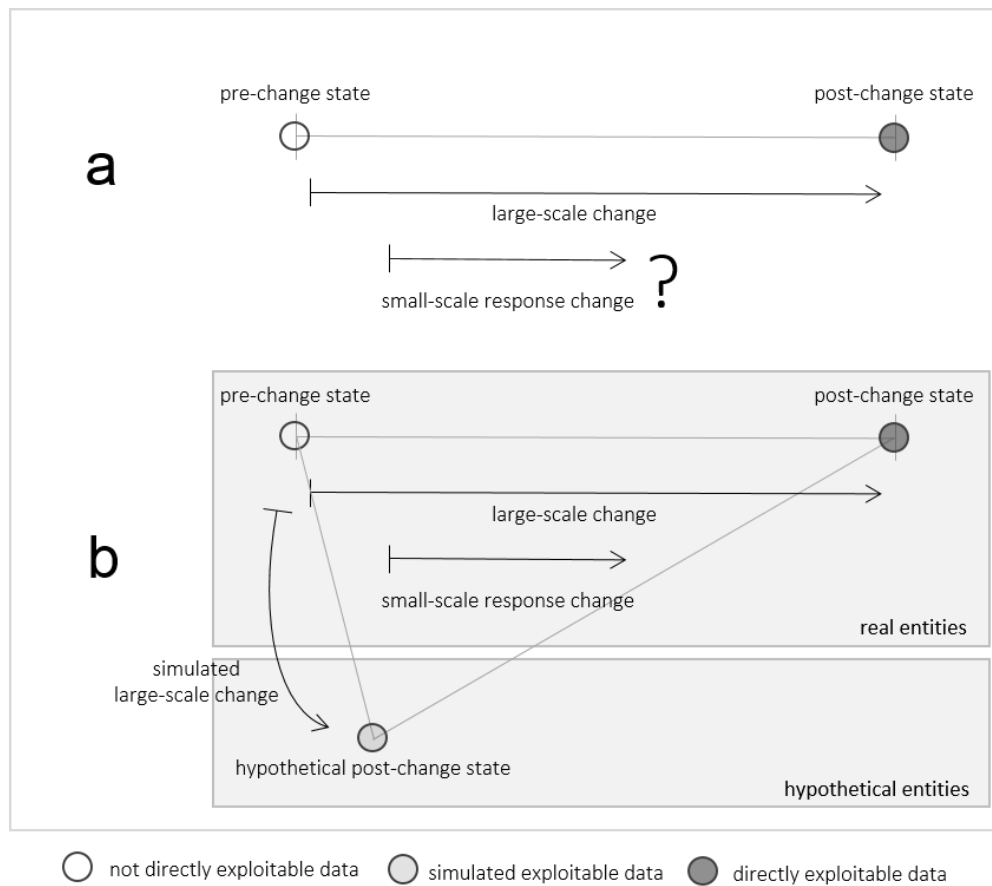 pre-change state
post-change state
a
large-scale change
small-scale response change ?
pre-change state
post-change state
large-scale change
b
small-scale response change
real entities
simulated
large-scale change
hypothetical post-change state
hypothetical entities
not directly exploitable data
simulated exploitable data
directly exploitable data